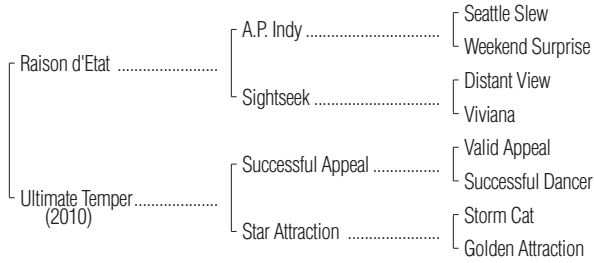 Seattle Slew
A.P. Indy ..............................
Weekend Surprise
Raison d'Etat .......................
Distant View
Sightseek .............................
Viviana
Valid Appeal
Successful Appeal ................
Successful Dancer
Ultimate Temper...................
(2010)
Storm Cat
Star Attraction .....................
Golden Attraction